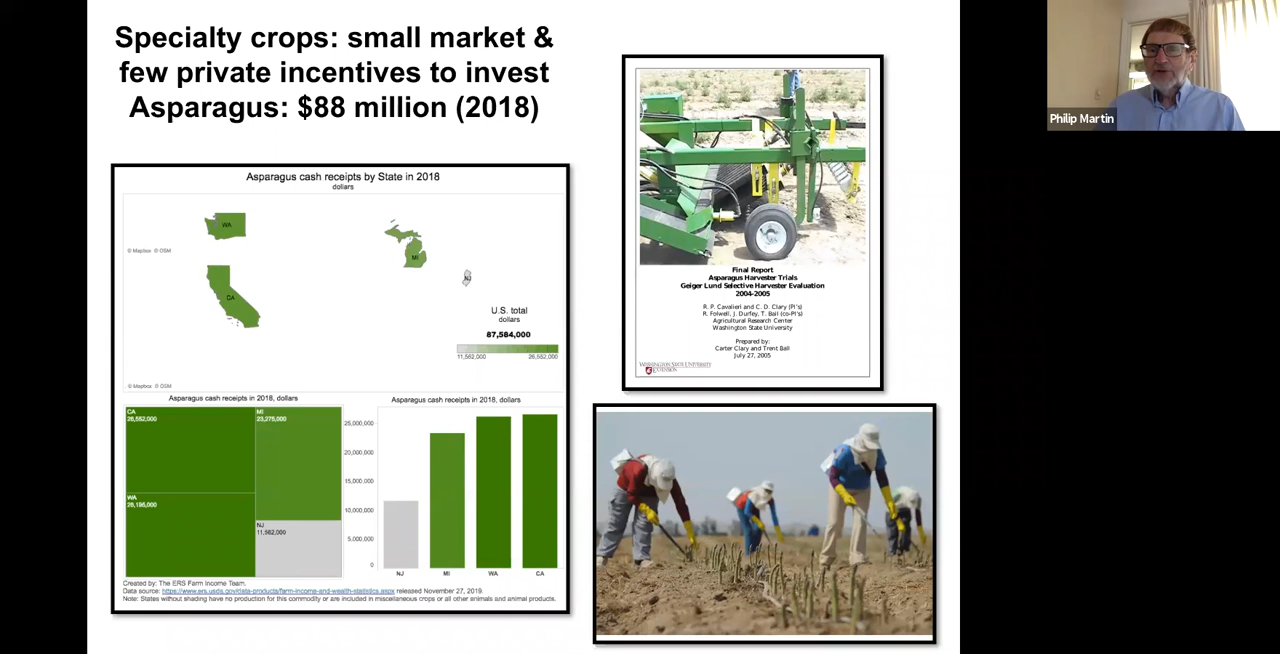 Specialty crops: small market &
few private incentives to invest
Asparagus: $88 million (2018)
Asparagus cash receipts by State in 2018
dollars
WA
MI
NJ
CA
© Mapbox © OSM
U.S. total
dollars
87,584,000
11,562,000
26,552,000
© Mapbox © OSM
Asparagus cash receipts in 2018, dollars
CA
26,552,000
MI
23,275,000
WA
26,195,000
NJ
11,562,000
Asparagus cash receipts in 2018, dollars
25,000,000
20,000,000
15,000,000
10,000,000
5,000,000
0
NJ
MI
WA
CA
Created by: The ERS Farm Income Team.
Data source: https://www.ers.usda.gov/data-products/farm-income-and-wealth-statistics.aspx released November 27, 2019.
Note: States without shading have no production for this commodity or are included in miscellaneous crops or all other animals and animal products.
Final Report
Asparagus Harvester Trials
Geiger Lund Selective Harvester Evaluation
2004-2005
R. P. Cavalieri and C. D. Clary (PI's)
R. Folwell, J. Durfey, T. Ball (co-PI's)
Agricultural Research Center
Washington State University
Prepared by:
Carter Clary and Trent Ball
July 27, 2005
WASHINGTON STATE UNIVERSITY
EXTENSION
Philip Martin